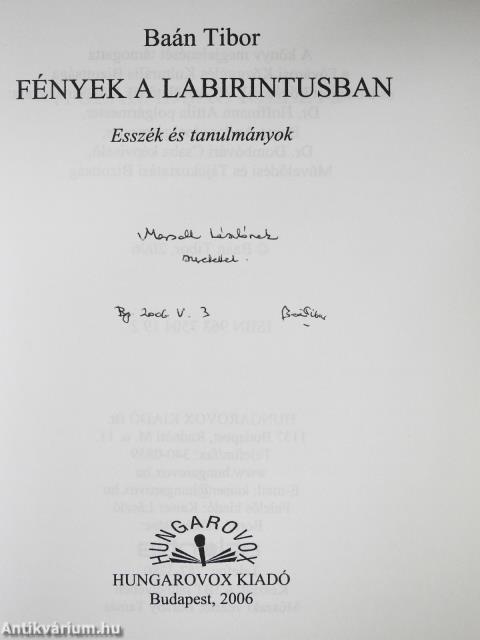 Baán Tibor
FÉNYEK A LABIRINTUSBAN
Esszék és tanulmányok
Marsall Lászlónak
szeretettel.
Bp. 2006 V. 3 Baán Tibor
HUNGAROVOX
HUNGAROVOX KIADÓ
Budapest, 2006
Antikvárium.hu